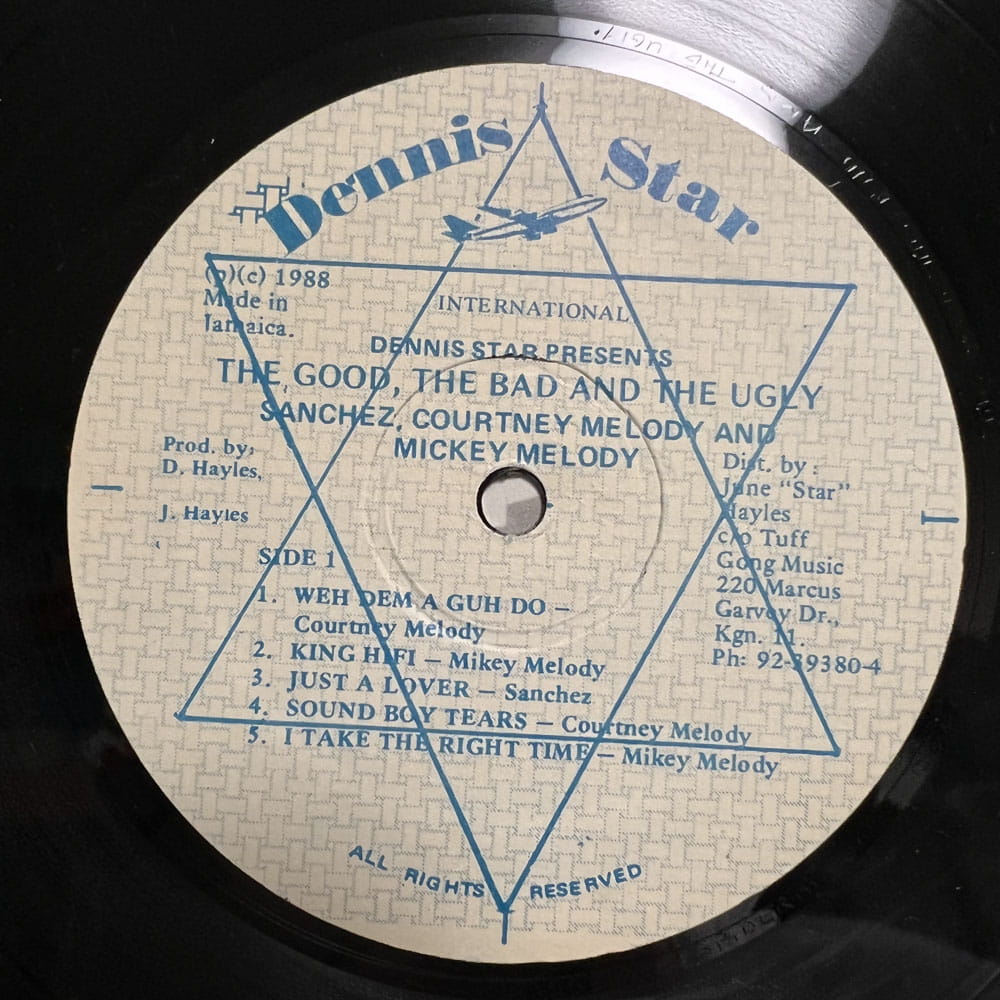 Dennis Star
(p)(c) 1988
Made in
Jamaica.
INTERNATIONAL
DENNIS STAR PRESENTS
THE GOOD, THE BAD AND THE UGLY
SANCHEZ, COURTNEY MELODY AND
MICKEY MELODY
Prod. by:
D. Hayles,
J. Hayles
Dist. by :
June "Star"
Hayles
c/o Tuff
Gong Music
220 Marcus
Garvey Dr.,
Kgn. 11.
Ph: 92-39380-4
SIDE 1
1. WEH DEM A GUH DO –
Courtney Melody
2. KING HI FI – Mikey Melody
3. JUST A LOVER – Sanchez
4. SOUND BOY TEARS – Courtney Melody
5. I TAKE THE RIGHT TIME – Mikey Melody
ALL RIGHTS RESERVED